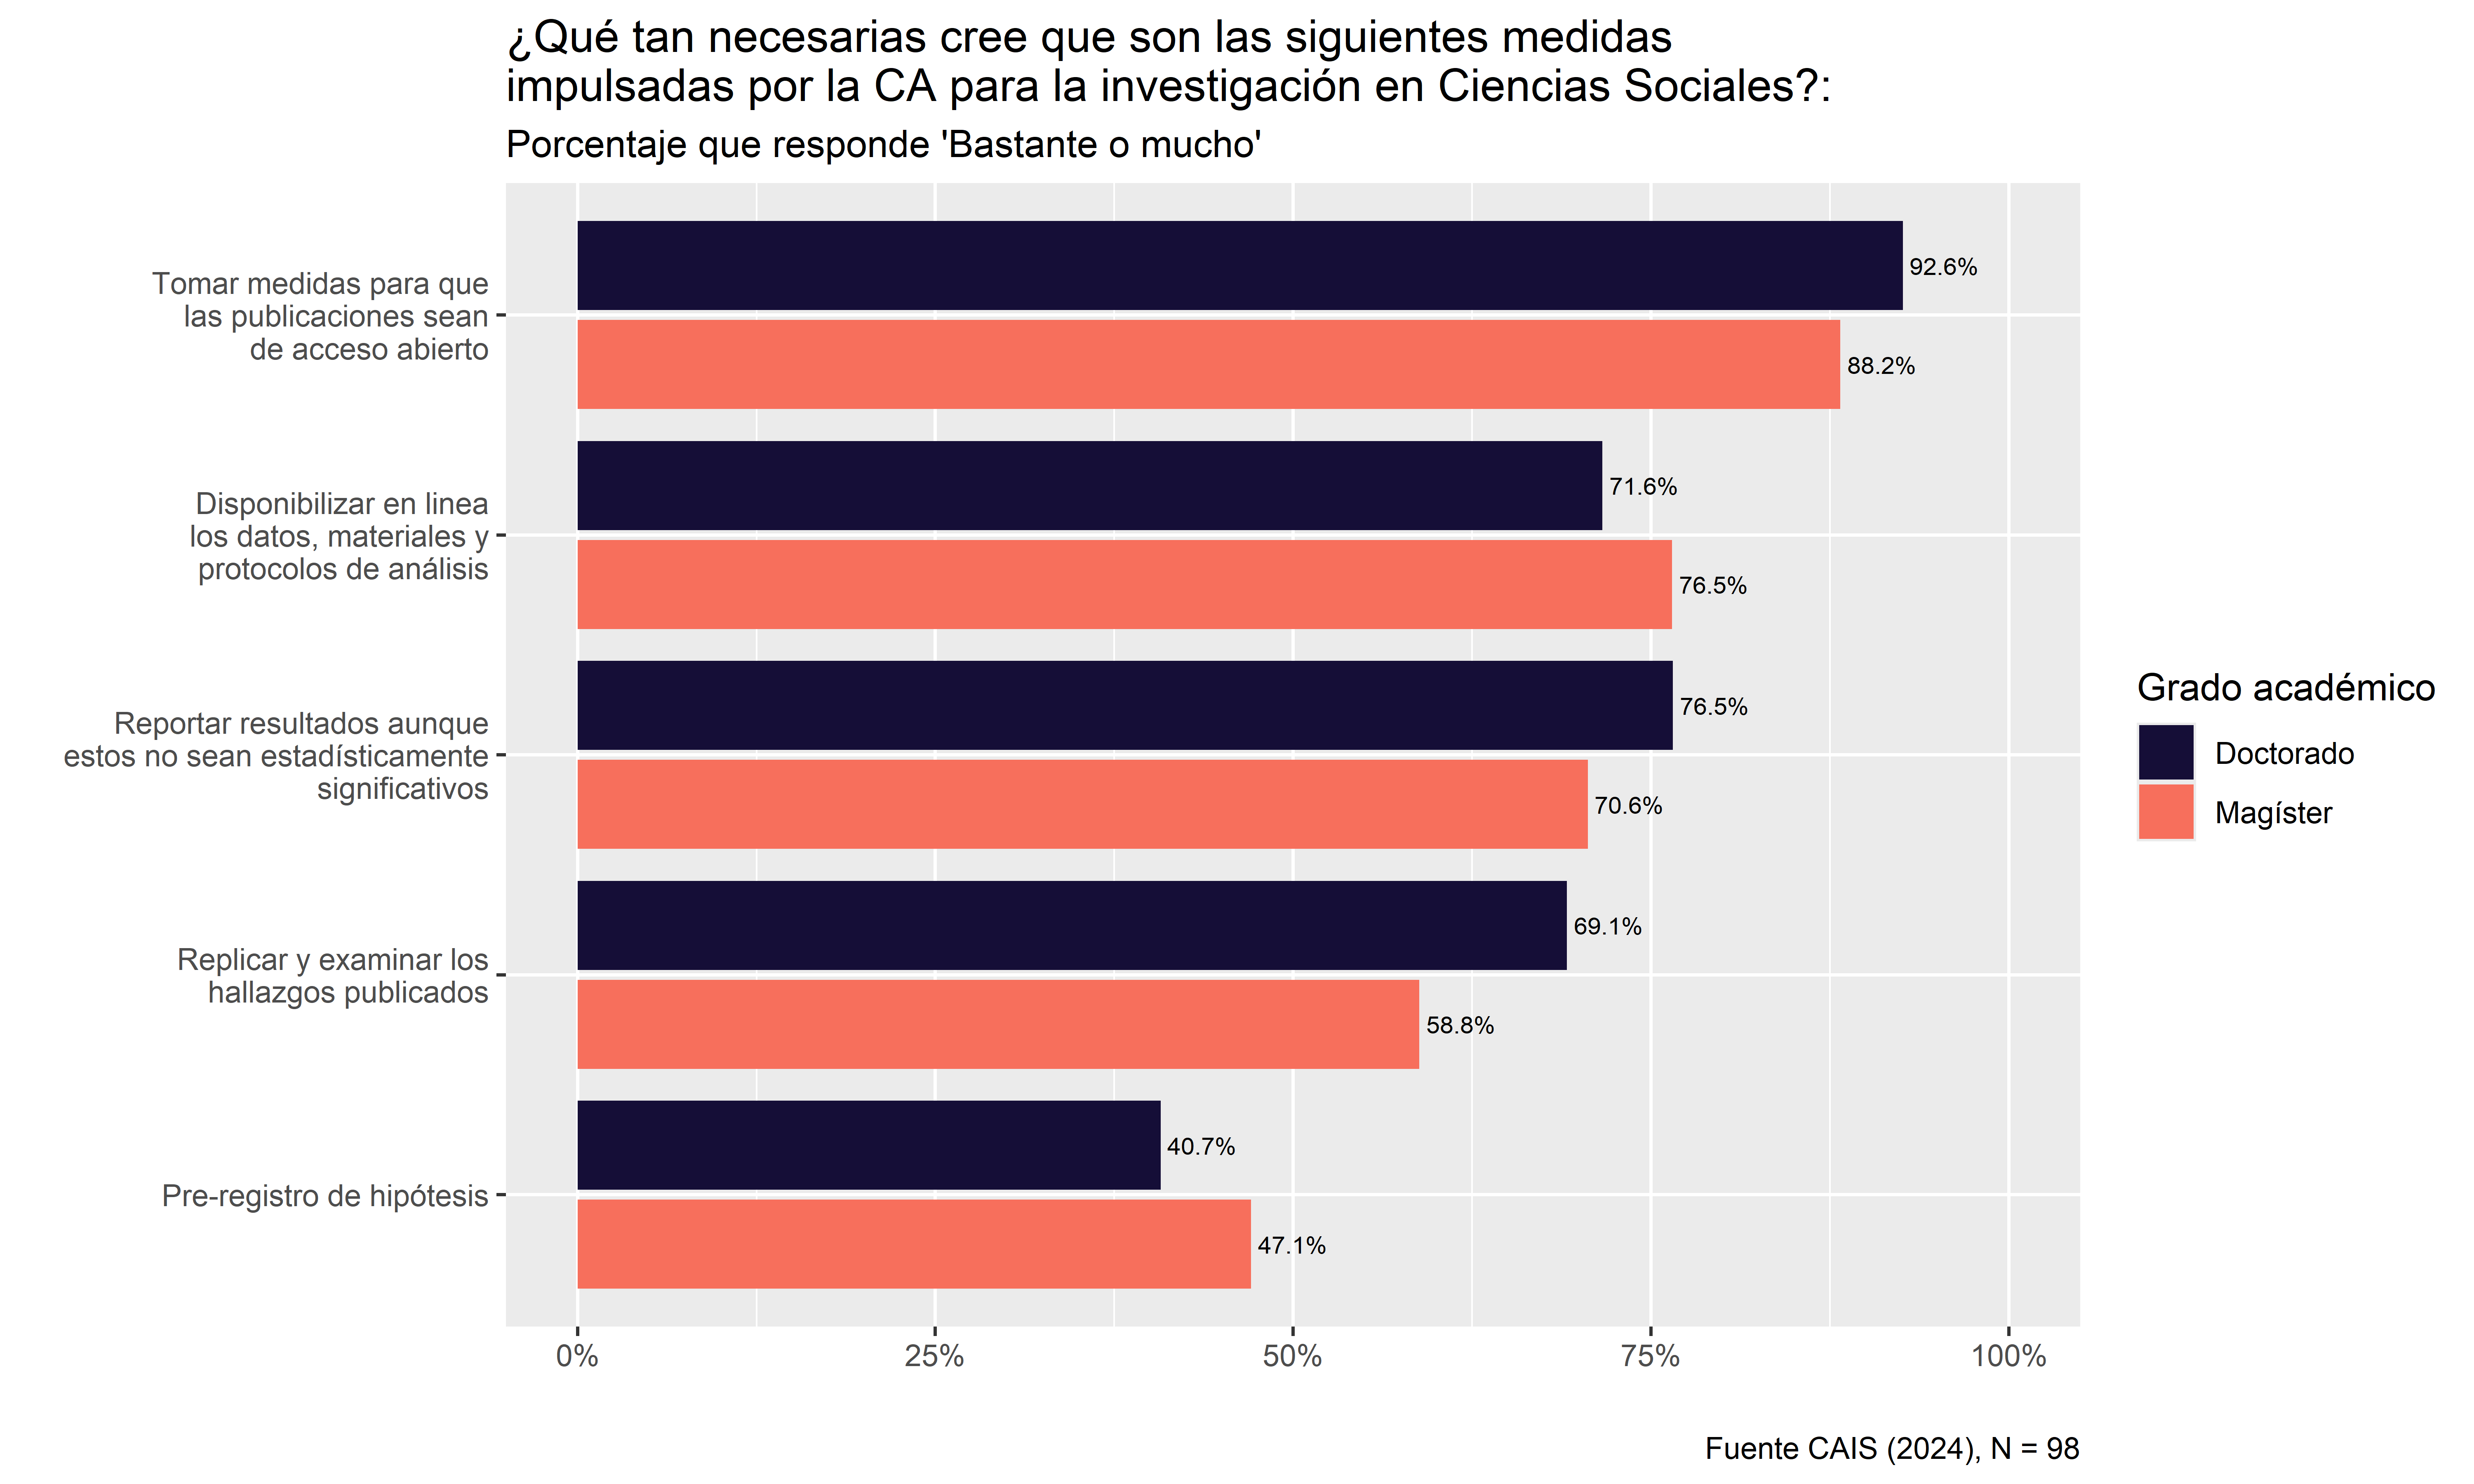 ¿Qué tan necesarias cree que son las siguientes medidas
impulsadas por la CA para la investigación en Ciencias Sociales?:
Porcentaje que responde 'Bastante o mucho'
Tomar medidas para que
las publicaciones sean
de acceso abierto
92.6%
88.2%
Disponibilizar en linea
los datos, materiales y
protocolos de análisis
71.6%
76.5%
Reportar resultados aunque
estos no sean estadísticamente
significativos
76.5%
70.6%
Replicar y examinar los
hallazgos publicados
69.1%
58.8%
Pre-registro de hipótesis
40.7%
47.1%
0%
25%
50%
75%
100%
Grado académico
Doctorado
Magíster
Fuente CAIS (2024), N = 98